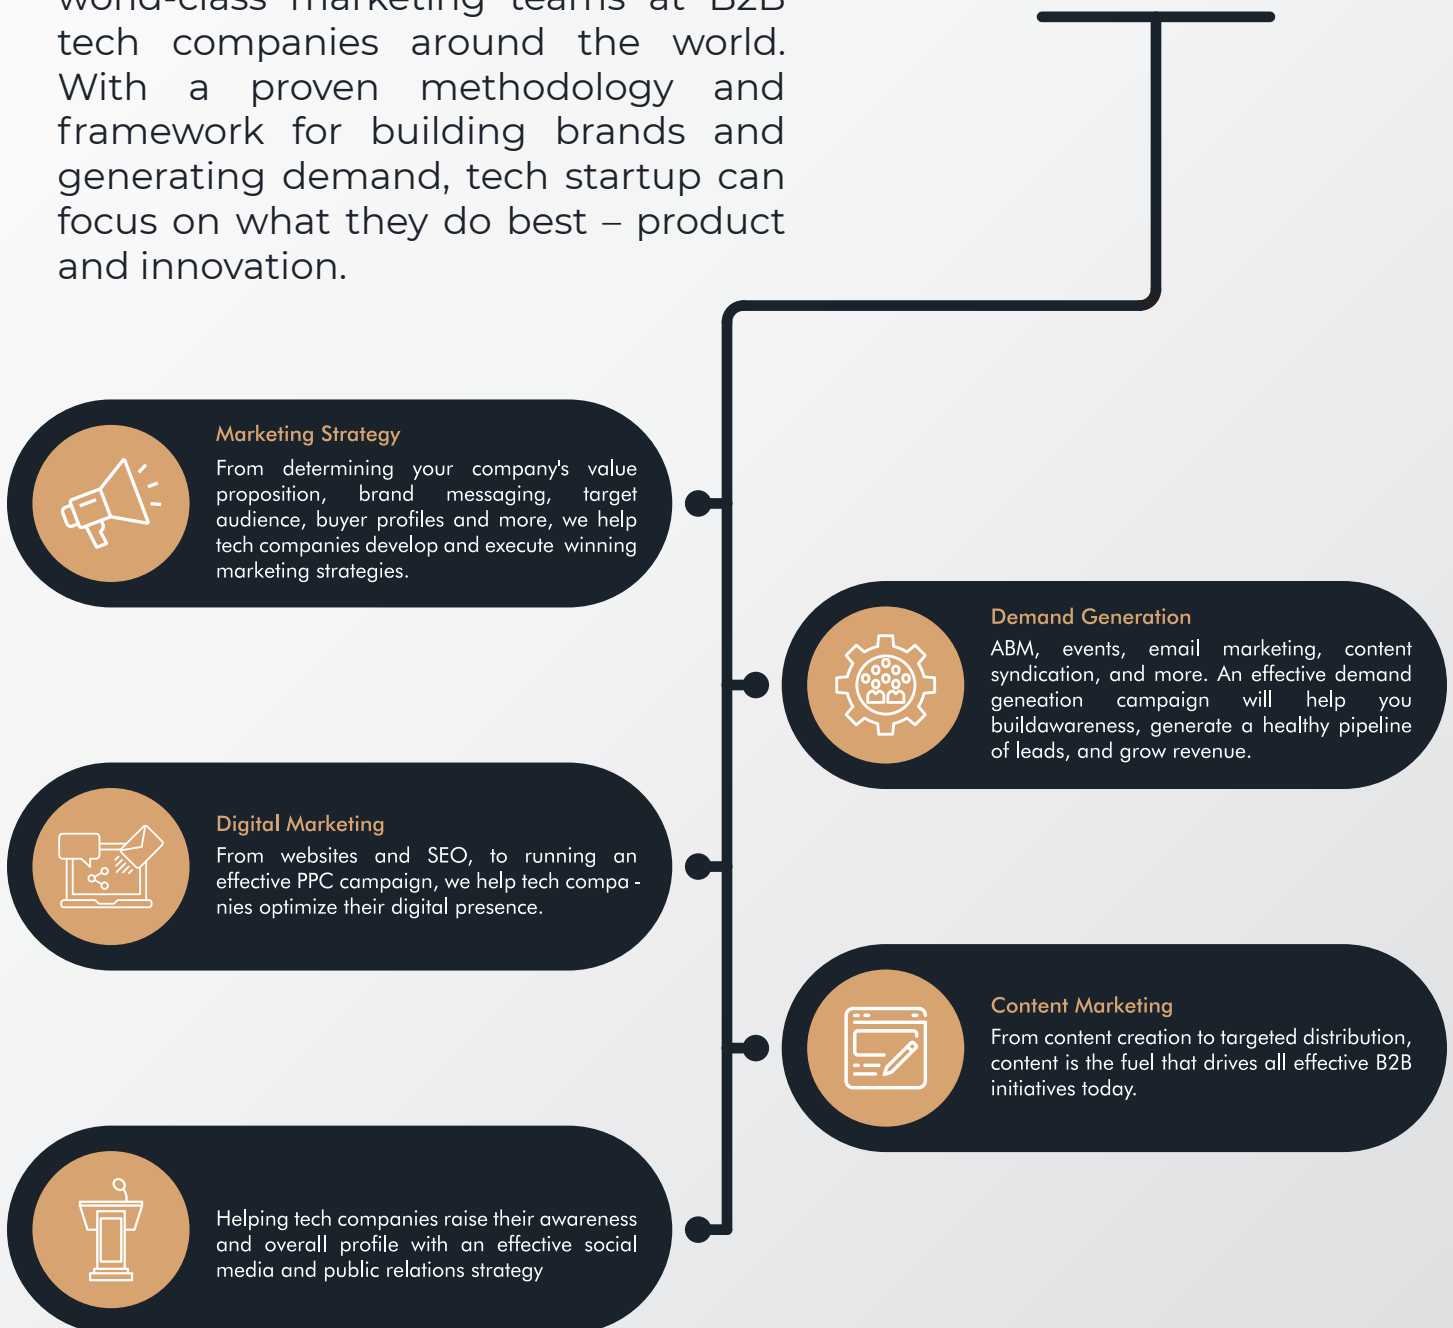 world-class marketing teams at B2B
tech companies around the world.
With a proven methodology and
framework for building brands and
generating demand, tech startup can
focus on what they do best – product
and innovation.
Marketing Strategy
From determining your company's value
proposition, brand messaging, target
audience, buyer profiles and more, we help
tech companies develop and execute winning
marketing strategies.
Demand Generation
ABM, events, email marketing, content
syndication, and more. An effective demand
geneation campaign will help you
buildawareness, generate a healthy pipeline
of leads, and grow revenue.
Digital Marketing
From websites and SEO, to running an
effective PPC campaign, we help tech compa -
nies optimize their digital presence.
Content Marketing
From content creation to targeted distribution,
content is the fuel that drives all effective B2B
initiatives today.
Helping tech companies raise their awareness
and overall profile with an effective social
media and public relations strategy